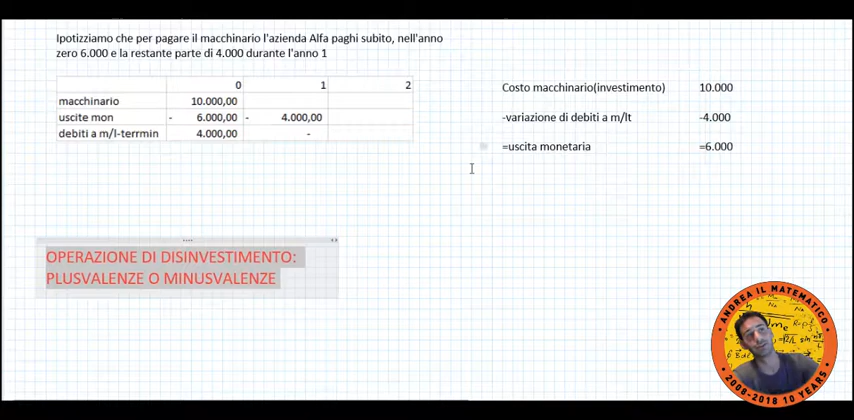 Ipotizziamo che per pagare il macchinario l'azienda Alfa paghi subito, nell'anno
zero 6.000 e la restante parte di 4.000 durante l'anno 1
0 1 2
macchinario 10.000,00
uscite mon - 6.000,00 - 4.000,00
debiti a m/l-terrmin 4.000,00 -
Costo macchinario(investimento) 10.000
-variazione di debiti a m/lt -4.000
=uscita monetaria =6.000
OPERAZIONE DI DISINVESTIMENTO:
PLUSVALENZE O MINUSVALENZE
ANDREA IL MATEMATICO
2008-2018 10 YEARS